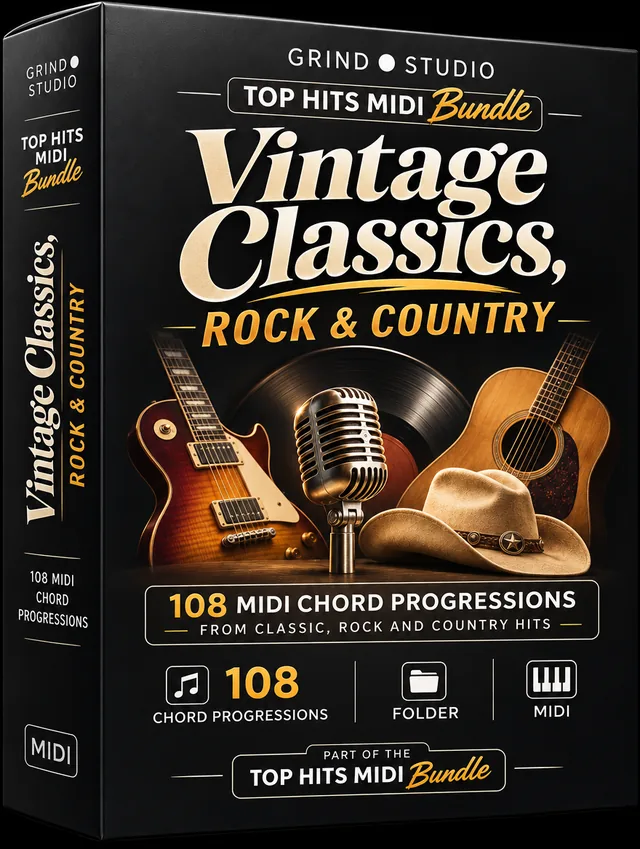 GRIND STUDIO
TOP HITS MIDI Bundle
Vintage
Classics,
ROCK & COUNTRY
108 MIDI CHORD PROGRESSIONS
FROM CLASSIC, ROCK AND COUNTRY HITS
108
CHORD PROGRESSIONS
FOLDER
MIDI
PART OF THE
TOP HITS MIDI Bundle
GRIND
STUDIO
TOP HITS
MIDI
Bundle
Vintage Classics,
ROCK & COUNTRY
108 MIDI
CHORD
PROGRESSIONS
MIDI